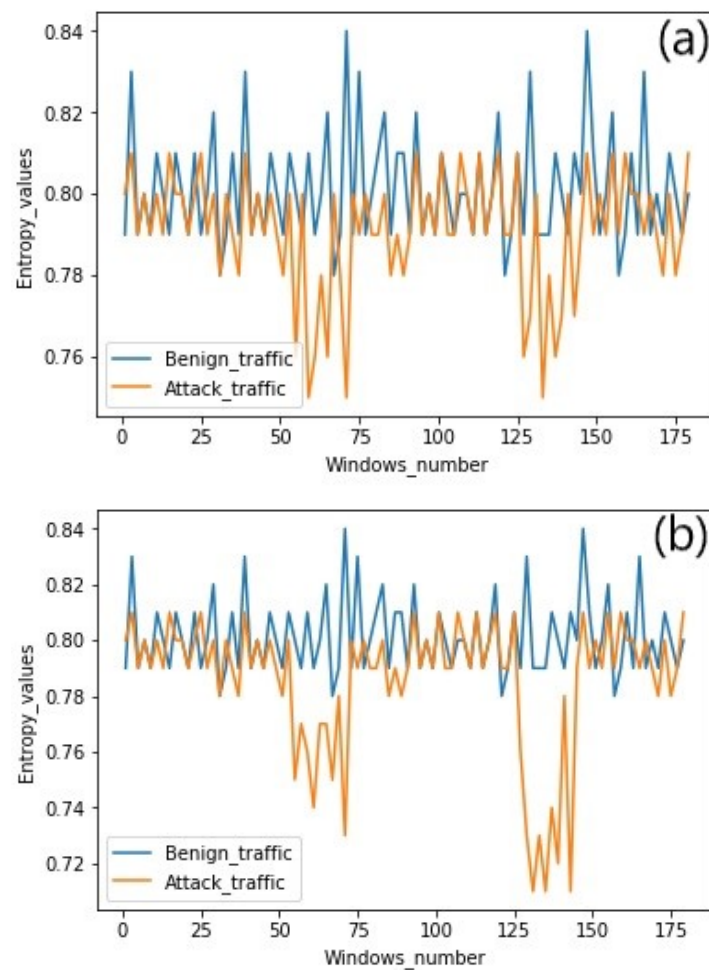 (a)
0.84
0.82
0.80
0.78
0.76
Entropy_values
Benign_traffic
Attack_traffic
0 25 50 75 100 125 150 175
Windows_number
(b)
0.84
0.82
0.80
0.78
0.76
0.74
0.72
Entropy_values
Benign_traffic
Attack_traffic
0 25 50 75 100 125 150 175
Windows_number